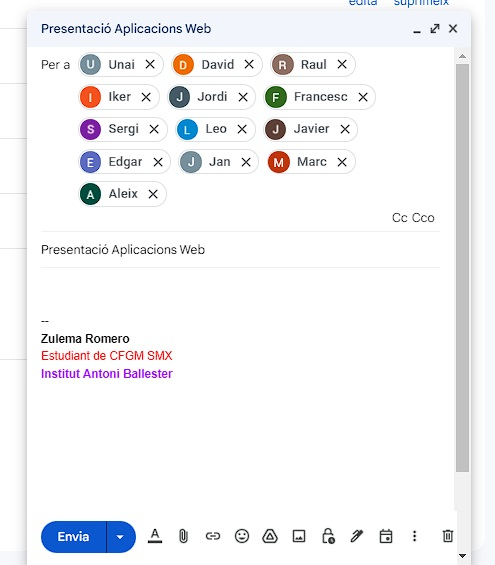 edita suprimeix
Presentació Aplicacions Web
Per a U Unai D David R Raul
I Iker J Jordi F Francesc
S Sergi L Leo J Javier
E Edgar J Jan M Marc
A Aleix
Cc Cco
Presentació Aplicacions Web
--
Zulema Romero
Estudiant de CFGM SMX
Institut Antoni Ballester
Envia A